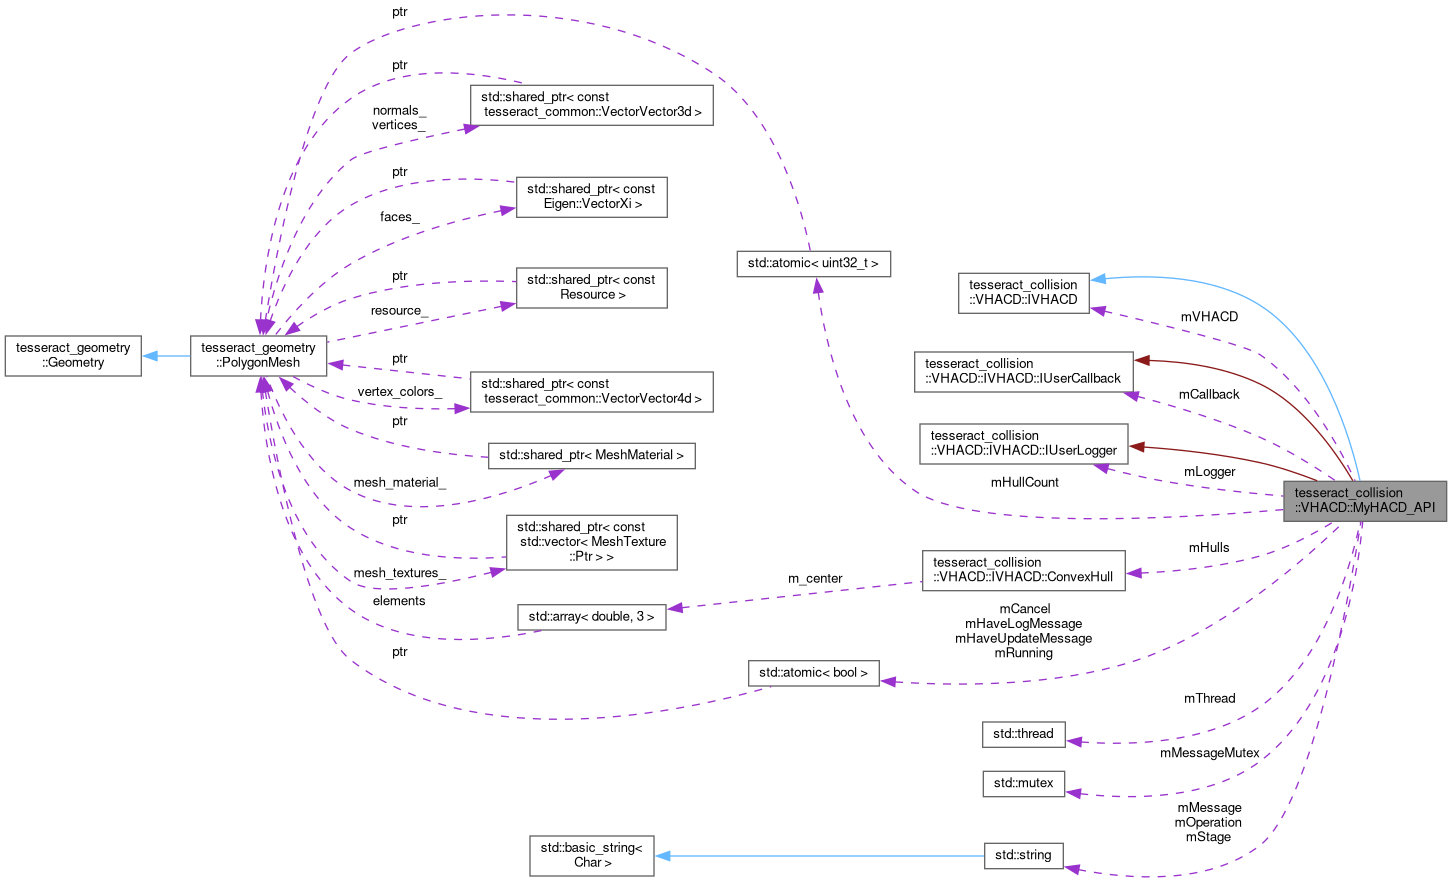 ptr
ptr
std::shared_ptr< const
tesseract_common::VectorVector3d >
normals_
vertices_
ptr
std::shared_ptr< const
Eigen::VectorXi >
faces_
std::atomic< uint32_t >
ptr
std::shared_ptr< const
Resource >
resource_
tesseract_collision
::VHACD::IVHACD
mVHACD
tesseract_geometry
::Geometry
tesseract_geometry
::PolygonMesh
ptr
std::shared_ptr< const
tesseract_common::VectorVector4d >
vertex_colors_
tesseract_collision
::VHACD::IVHACD::IUserCallback
mCallback
ptr
std::shared_ptr< MeshMaterial >
mesh_material_
tesseract_collision
::VHACD::IVHACD::IUserLogger
mLogger
mHullCount
tesseract_collision
::VHACD::MyHACD_API
ptr
std::shared_ptr< const
std::vector< MeshTexture
::Ptr > >
mesh_textures_
elements
std::array< double, 3 >
m_center
tesseract_collision
::VHACD::IVHACD::ConvexHull
mHulls
mCancel
mHaveLogMessage
mHaveUpdateMessage
mRunning
ptr
std::atomic< bool >
mThread
std::thread
mMessageMutex
std::mutex
mMessage
mOperation
mStage
std::basic_string<
Char >
std::string